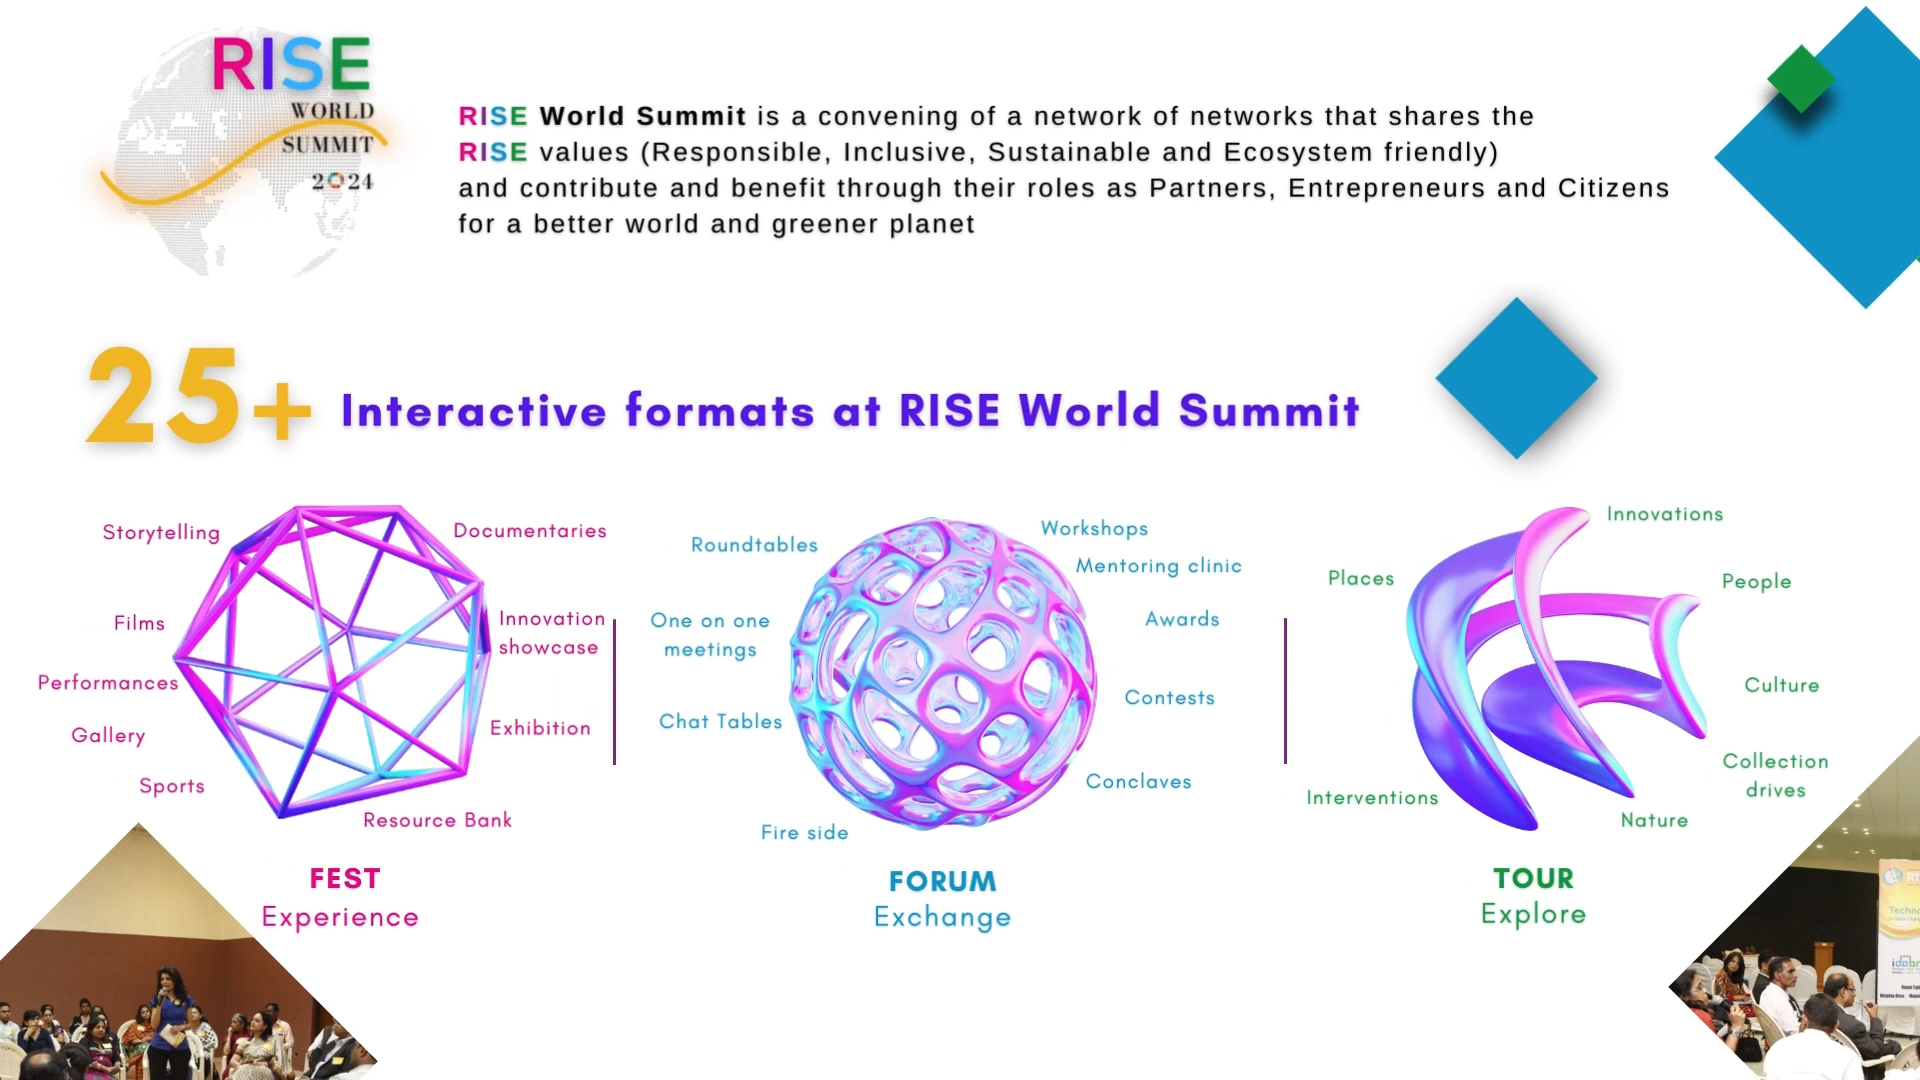 RISE
WORLD
SUMMIT
2024
RISE World Summit is a convening of a network of networks that shares the
RISE values (Responsible, Inclusive, Sustainable and Ecosystem friendly)
and contribute and benefit through their roles as Partners, Entrepreneurs and Citizens
for a better world and greener planet
25+ Interactive formats at RISE World Summit
Storytelling
Documentaries
Films
Innovation
showcase
Performances
Gallery
Exhibition
Sports
Resource Bank
FEST
Experience
Roundtables
Workshops
Mentoring clinic
One on one
meetings
Awards
Chat Tables
Contests
Conclaves
Fire side
FORUM
Exchange
Innovations
Places
People
Culture
Collection
drives
Interventions
Nature
TOUR
Explore